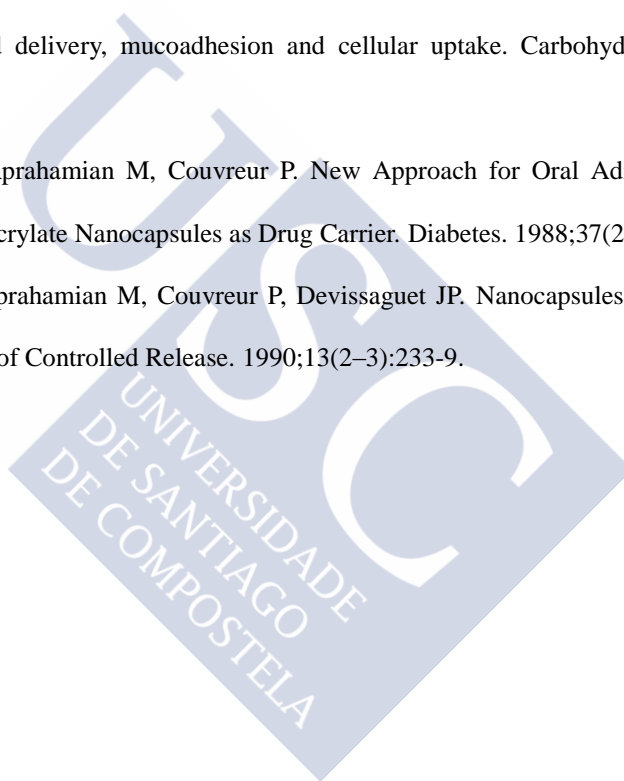 delivery, mucoadhesion and cellular uptake.
prahamian M, Couvreur P. New Approach for Oral
crylate Nanocapsules as Drug Carrier. Diabetes. 1988;37(2
prahamian M, Couvreur P, Devissaguet JP. Nanocapsules
of Controlled Release. 1990;13(2–3):233-9.
USC
UNIVERSIDADE
DE SANTIAGO
DE COMPOSTELA